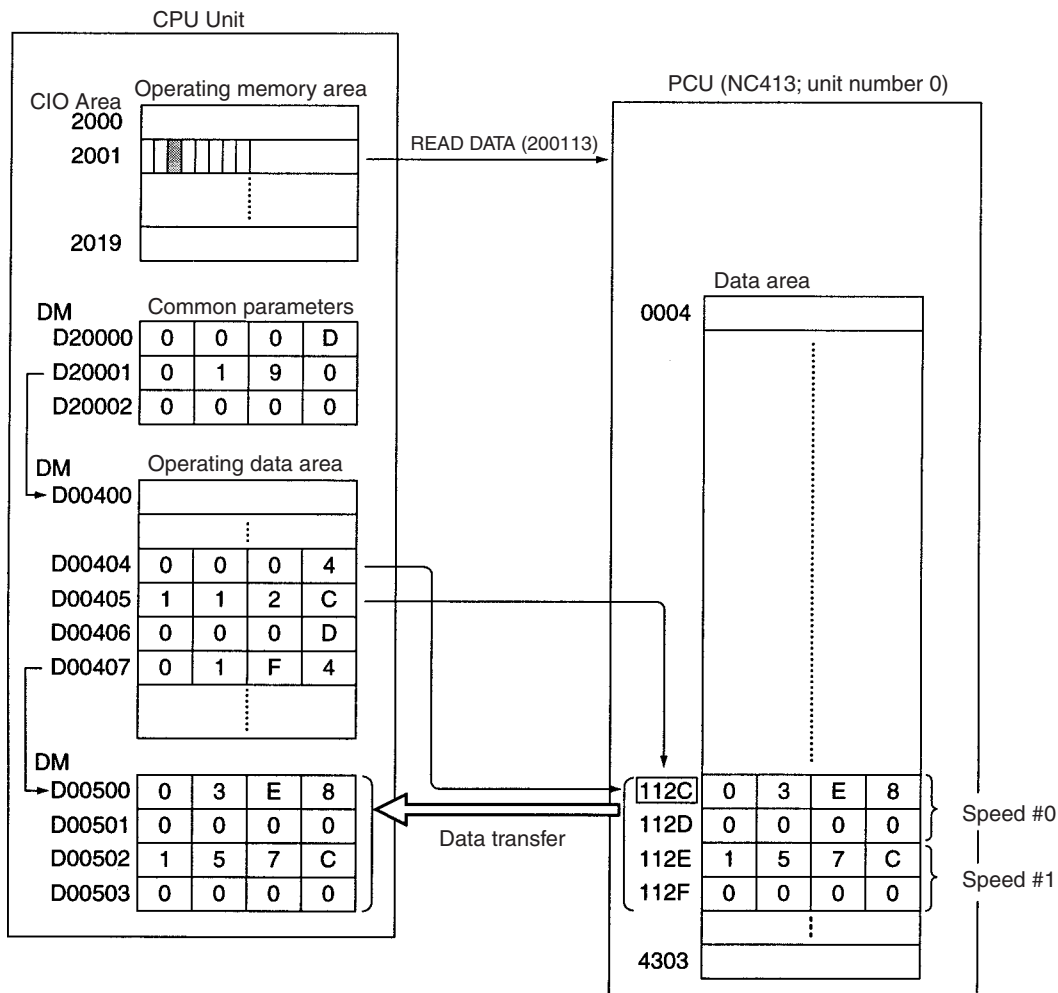 CPU Unit
Operating memory area
CIO Area
2000
2001
2019
READ DATA (200113)
PCU (NC413; unit number 0)
DM
Common parameters
D20000 0 0 0 D
D20001 0 1 9 0
D20002 0 0 0 0
DM
Operating data area
D00400
D00404 0 0 0 4
D00405 1 1 2 C
D00406 0 0 0 D
D00407 0 1 F 4
DM
D00500 0 3 E 8
D00501 0 0 0 0
D00502 1 5 7 C
D00503 0 0 0 0
Data transfer
Data area
0004
112C 0 3 E 8
112D 0 0 0 0
Speed #0
112E 1 5 7 C
112F 0 0 0 0
Speed #1
4303